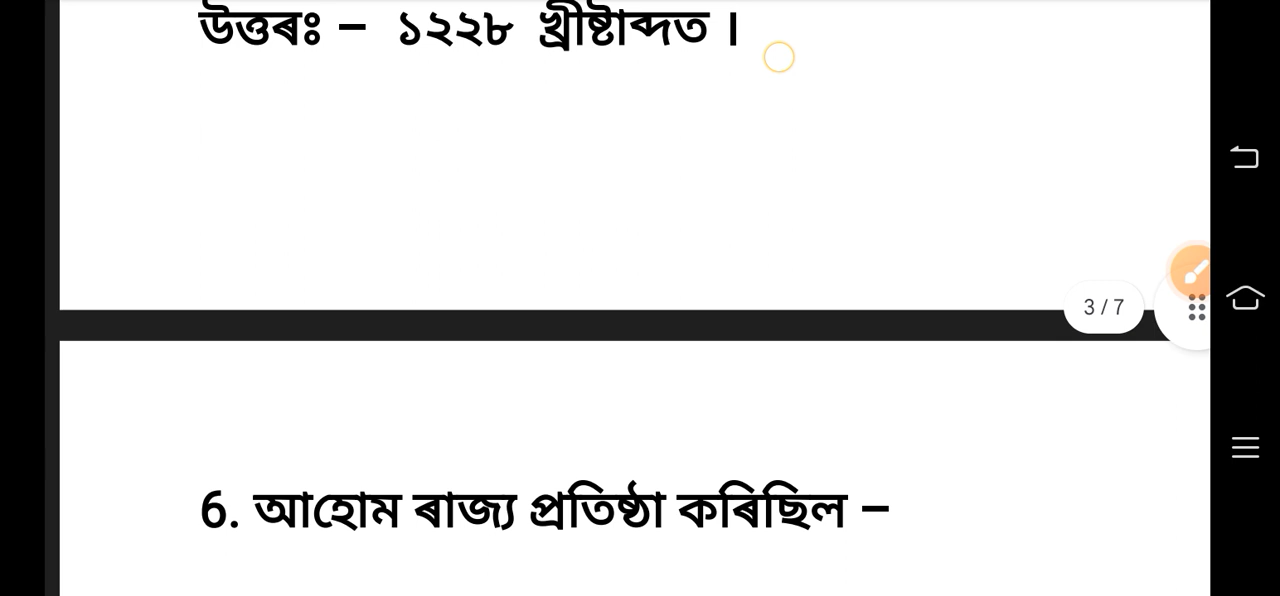 উত্তৰঃ – ১২২৮ খ্ৰীষ্টাব্দত ।
3 / 7
6. আহোম ৰাজ্য প্ৰতিষ্ঠা কৰিছিল –